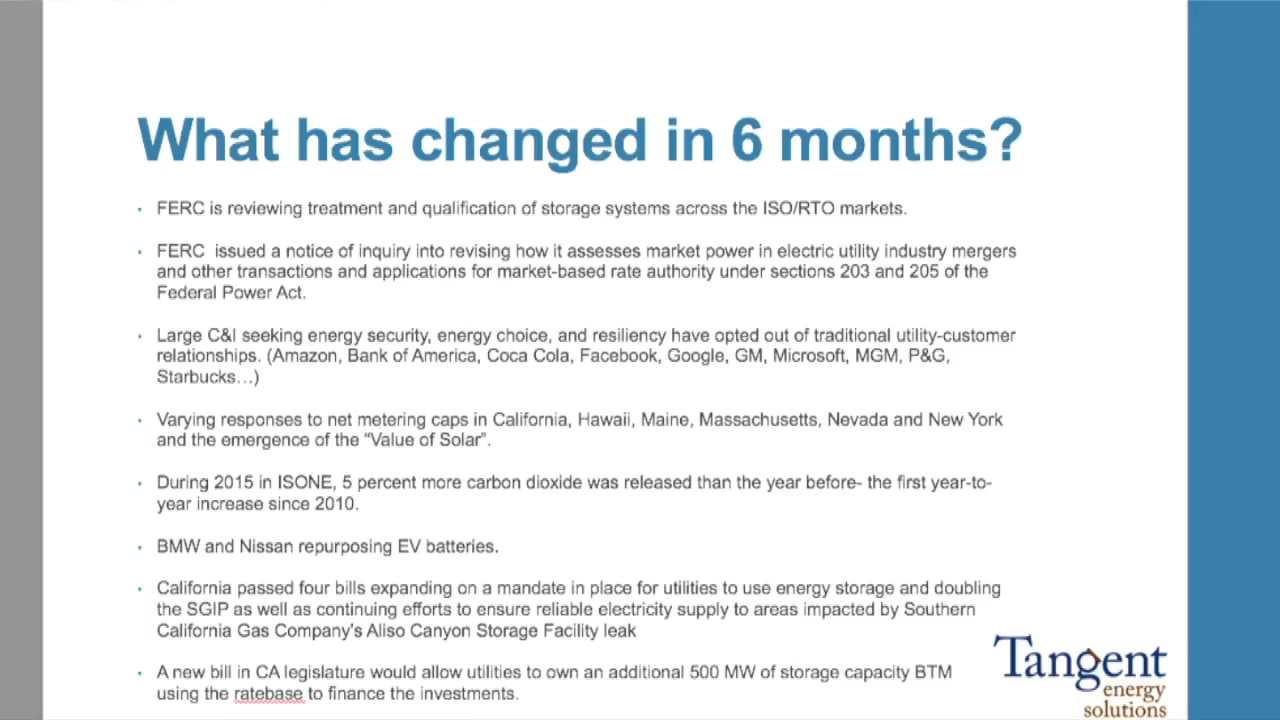 What has changed in 6 months?
· FERC is reviewing treatment and qualification of storage systems across the ISO/RTO markets.
· FERC  issued a notice of inquiry into revising how it assesses market power in electric utility industry mergers
and other transactions and applications for market-based rate authority under sections 203 and 205 of the
Federal Power Act.
· Large C&I seeking energy security, energy choice, and resiliency have opted out of traditional utility-customer
relationships. (Amazon, Bank of America, Coca Cola, Facebook, Google, GM, Microsoft, MGM, P&G,
Starbucks…)
· Varying responses to net metering caps in California, Hawaii, Maine, Massachusetts, Nevada and New York
and the emergence of the “Value of Solar”.
· During 2015 in ISONE, 5 percent more carbon dioxide was released than the year before- the first year-to-
year increase since 2010.
· BMW and Nissan repurposing EV batteries.
· California passed four bills expanding on a mandate in place for utilities to use energy storage and doubling
the SGIP as well as continuing efforts to ensure reliable electricity supply to areas impacted by Southern
California Gas Company's Aliso Canyon Storage Facility leak
· A new bill in CA legislature would allow utilities to own an additional 500 MW of storage capacity BTM
using the ratebase to finance the investments.
Tangent
energy
solutions